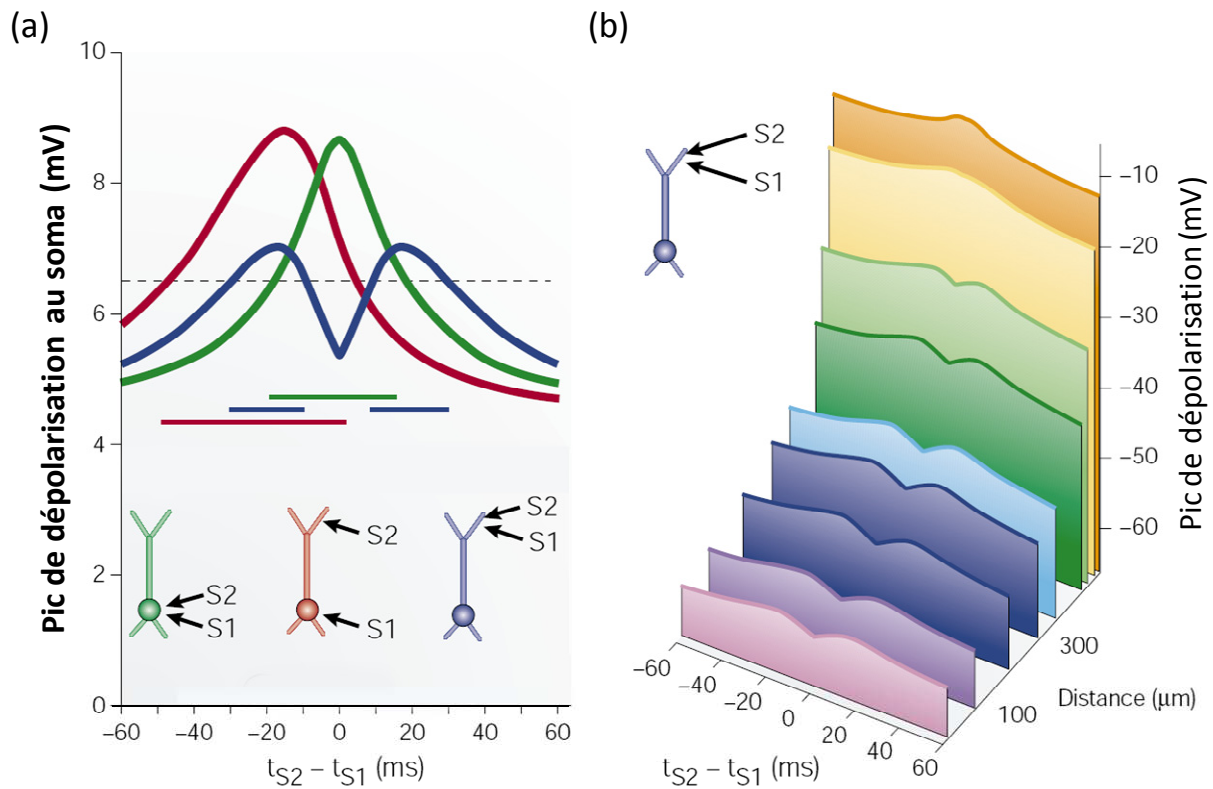 (a)
Pic de dépolarisation au soma (mV)
10
8
6
4
2
0
S2
S1
S2
S1
S2
S1
−60 −40 −20 0 20 40 60
tS2 – tS1 (ms)
(b)
S2
S1
−10
−20
−30
−40
−50
−60
Pic de dépolarisation (mV)
300
100
Distance (μm)
−60
−40
−20
0
20
40
60
tS2 – tS1 (ms)